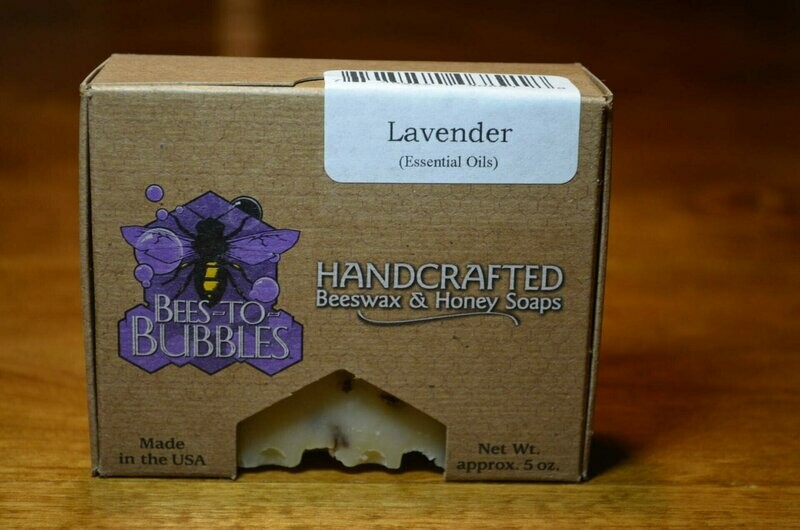 Lavender
(Essential Oils)
BEES-TO-
BUBBLES
HANDCRAFTED
Beeswax & Honey Soaps
Made
in the USA
Net Wt.
approx. 5 oz.